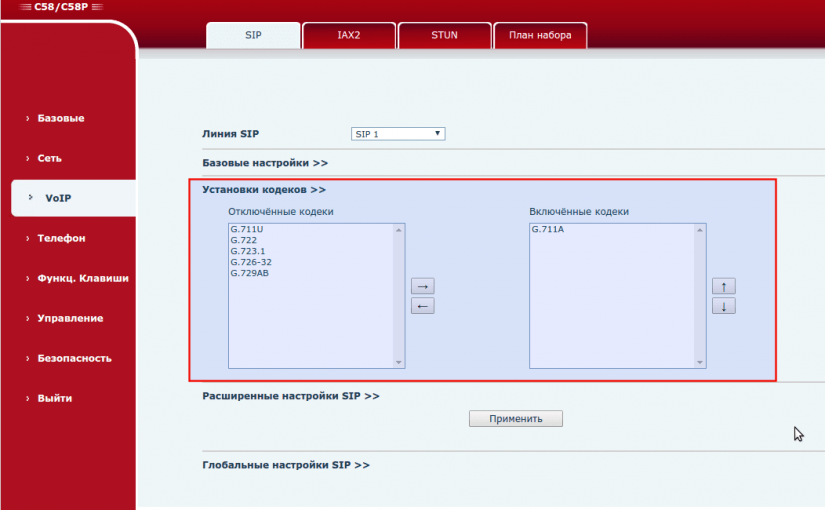 C58/C58P
SIP
IAX2
STUN
План набора
› Базовые
› Сеть
› VoIP
› Телефон
› Функц. Клавиши
› Управление
› Безопасность
› Выйти
Линия SIP
SIP 1
Базовые настройки >>
Установки кодеков >>
Отключённые кодеки
G.711U
G.722
G.723.1
G.726-32
G.729AB
→
←
Включённые кодеки
G.711A
↑
↓
Расширенные настройки SIP >>
Применить
Глобальные настройки SIP >>